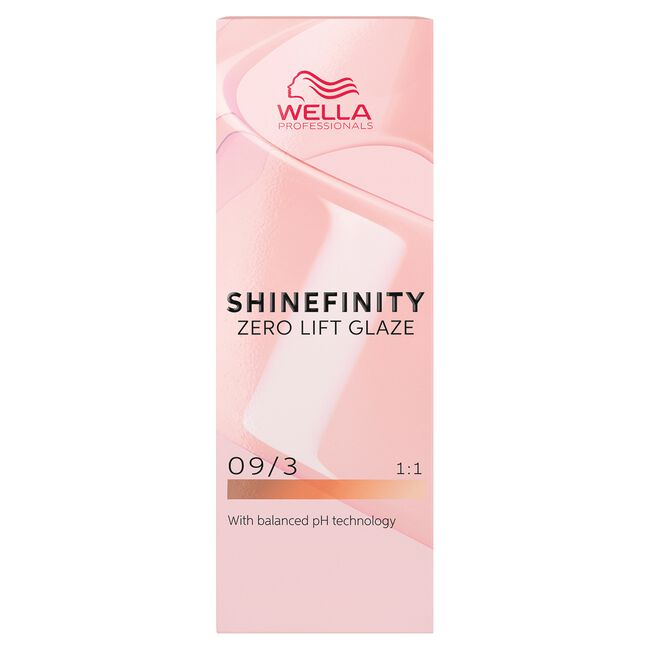 WELLA
PROFESSIONALS
SHINEFINITY
ZERO LIFT GLAZE
09/3 1:1
With balanced pH technology